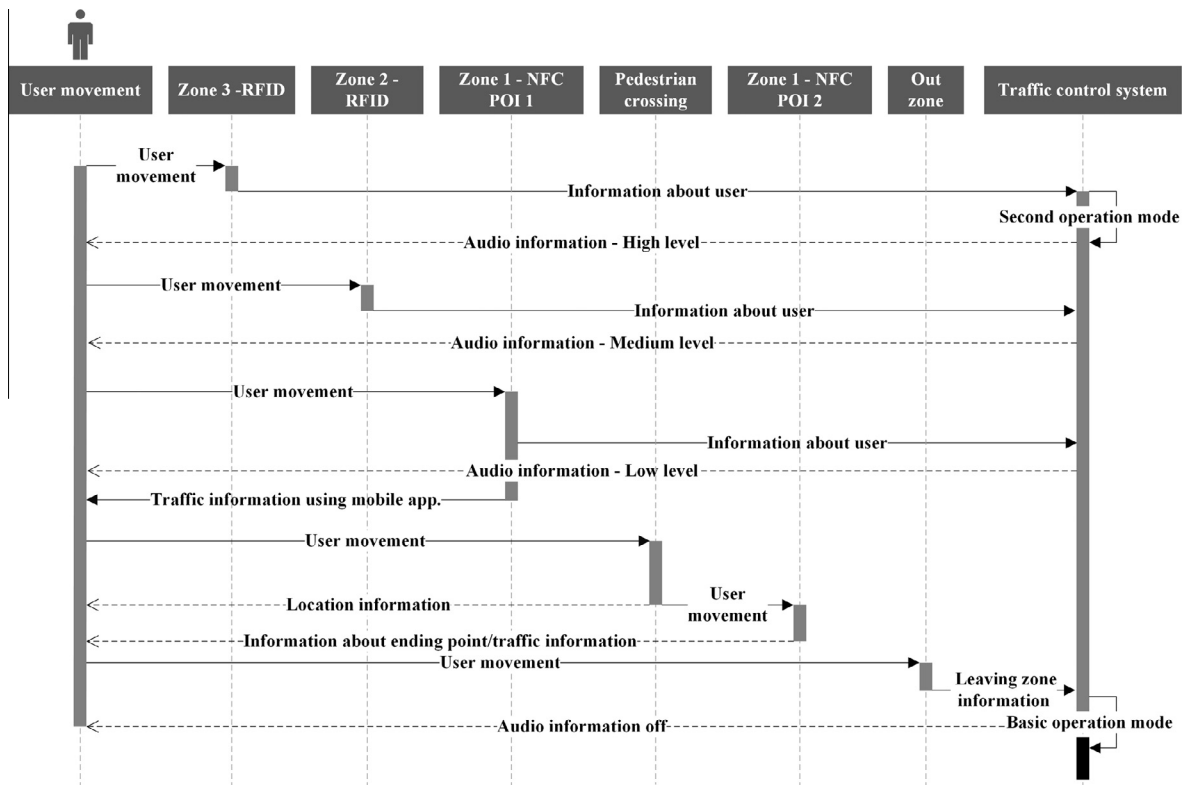 User movement
Zone 3 -RFID
Zone 2 -
RFID
Zone 1 - NFC
POI 1
Pedestrian
crossing
Zone 1 - NFC
POI 2
Out
zone
Traffic control system
User
movement
Information about user
Second operation mode
Audio information - High level
User movement
Information about user
Audio information - Medium level
User movement
Information about user
Audio information - Low level
Traffic information using mobile app.
User movement
User
movement
Location information
Information about ending point/traffic information
User movement
Leaving zone
information
Basic operation mode
Audio information off